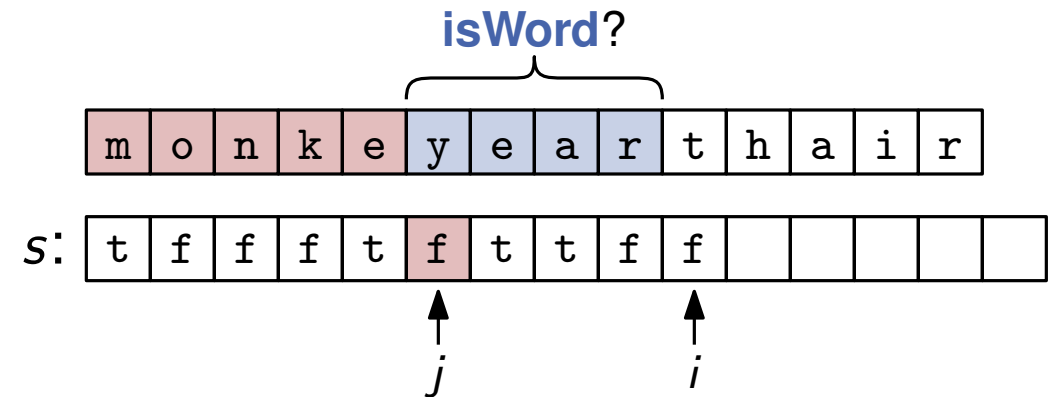 isWord?
m o n k e y e a r t h a i r
s: t f f f t f t t f f
j i